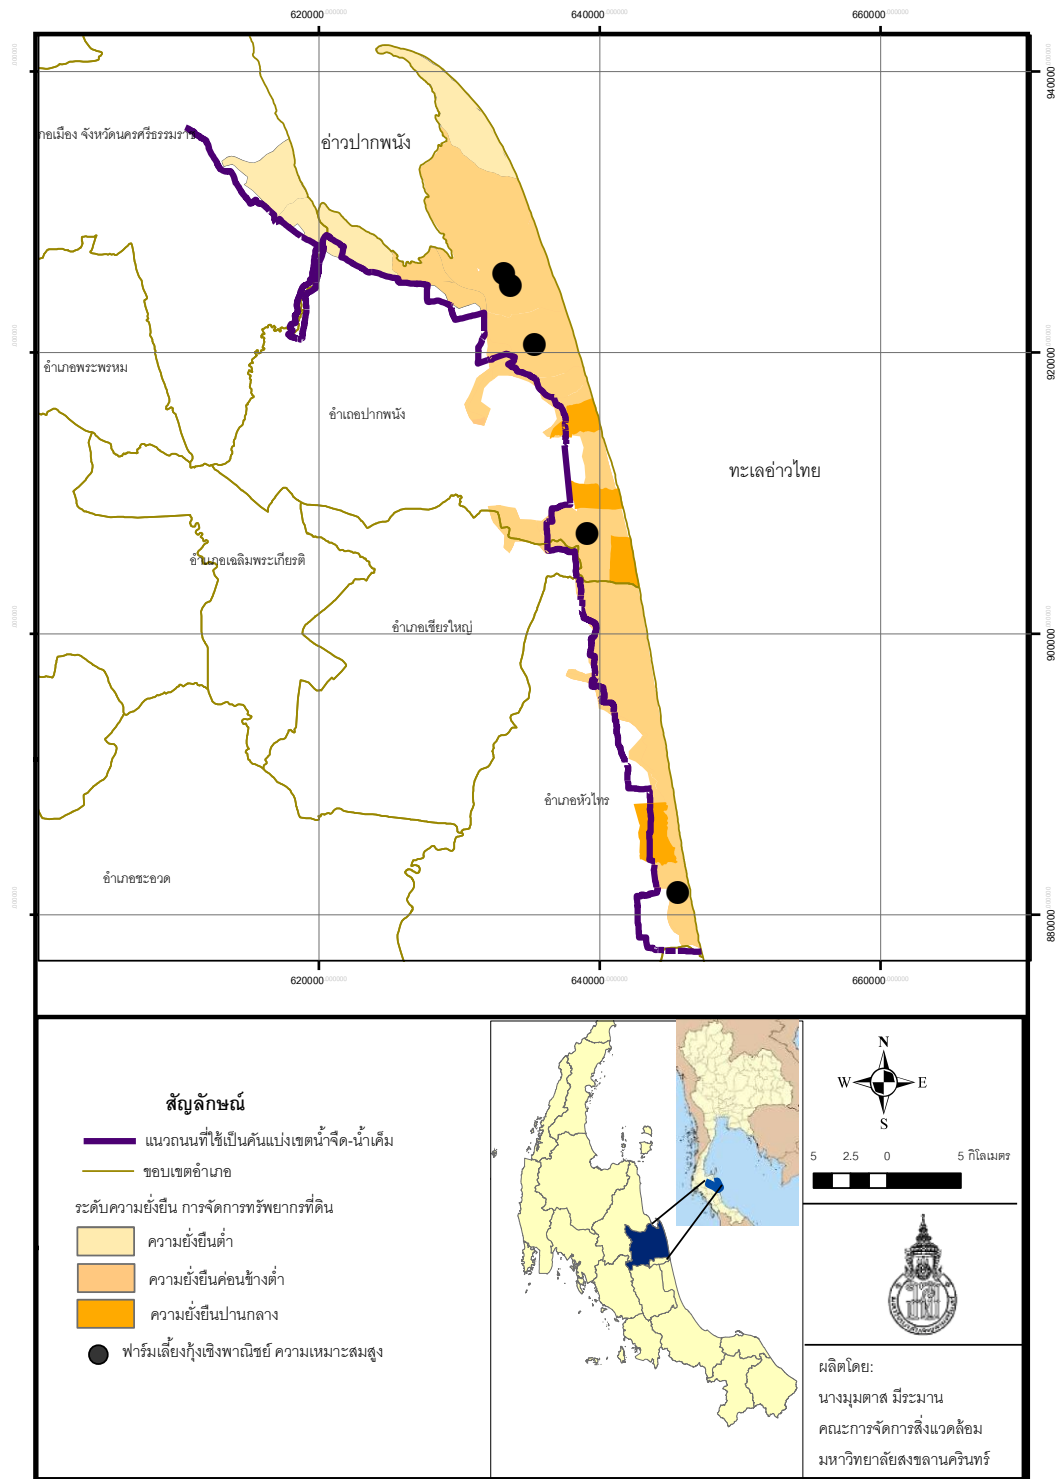 620000
640000
660000
940000
920000
900000
880000
กอเมือง จังหวัดนครศรีธรรมราช
อ่าวปากพนัง
อำเภอพระพรหม
อำเถอปากพนัง
ทะเลอ่าวไทย
อำเภอเฉลิมพระเกียรติ
อำเภอเชียรใหญ่
อำเภอหัวไทร
อำเภอชะอวด
620000
640000
660000
สัญลักษณ์
แนวถนนที่ใช้เป็นคันแบ่งเขตน้ำจืด-น้ำเค็ม
ขอบเขตอำเภอ
ระดับความยั่งยืน การจัดการทรัพยากรที่ดิน
ความยั่งยืนต่ำ
ความยั่งยืนค่อนข้างต่ำ
ความยั่งยืนปานกลาง
ฟาร์มเลี้ยงกุ้งเชิงพาณิชย์ ความเหมาะสมสูง
N
W E
S
5 2.5 0 5 กิโลเมตร
ผลิตโดย:
นางมุมตาส มีระมาน
คณะการจัดการสิ่งแวดล้อม
มหาวิทยาลัยสงขลานครินทร์